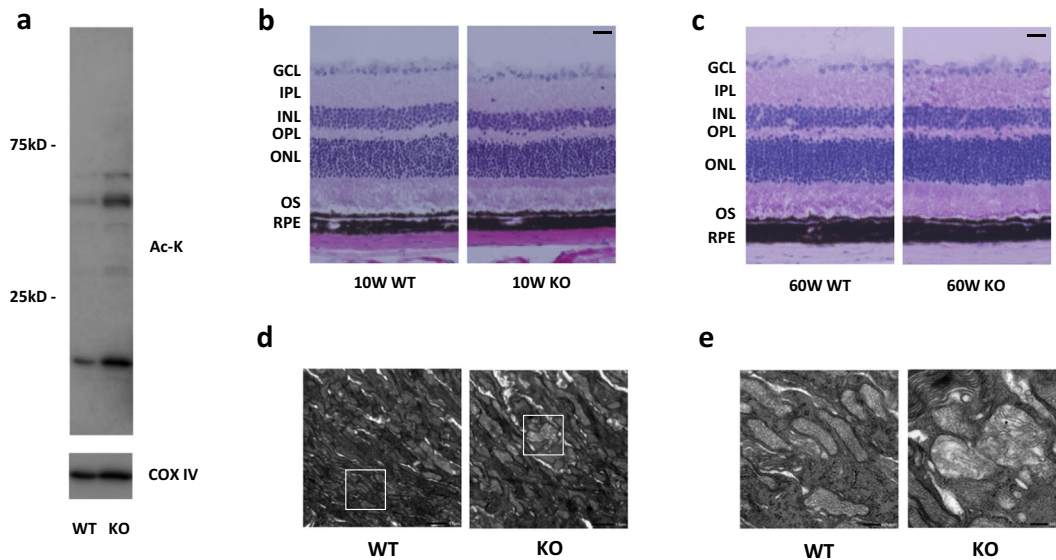 a
75kD -
Ac-K
25kD -
COX IV
WT KO
b
GCL
IPL
INL
OPL
ONL
OS
RPE
10W WT 10W KO
c
GCL
IPL
INL
OPL
ONL
OS
RPE
60W WT 60W KO
d
WT KO
e
WT KO